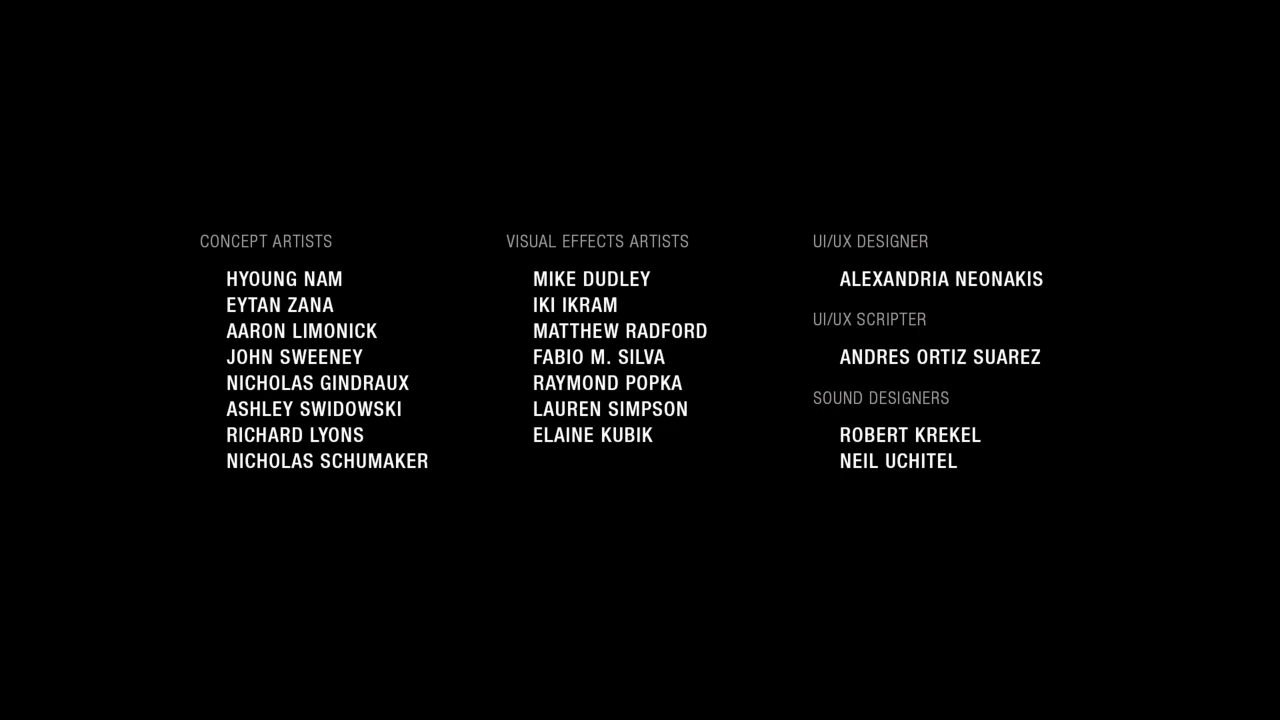 CONCEPT ARTISTS
HYOUNG NAM
EYTAN ZANA
AARON LIMONICK
JOHN SWEENEY
NICHOLAS GINDRAUX
ASHLEY SWIDOWSKI
RICHARD LYONS
NICHOLAS SCHUMAKER
VISUAL EFFECTS ARTISTS
MIKE DUDLEY
IKI IKRAM
MATTHEW RADFORD
FABIO M. SILVA
RAYMOND POPKA
LAUREN SIMPSON
ELAINE KUBIK
UI/UX DESIGNER
ALEXANDRIA NEONAKIS
UI/UX SCRIPTER
ANDRES ORTIZ SUAREZ
SOUND DESIGNERS
ROBERT KREKEL
NEIL UCHITEL